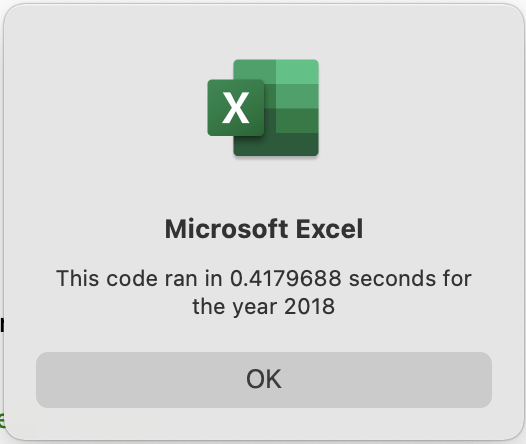 X
Microsoft Excel
This code ran in 0.4179688 seconds for
the year 2018
OK